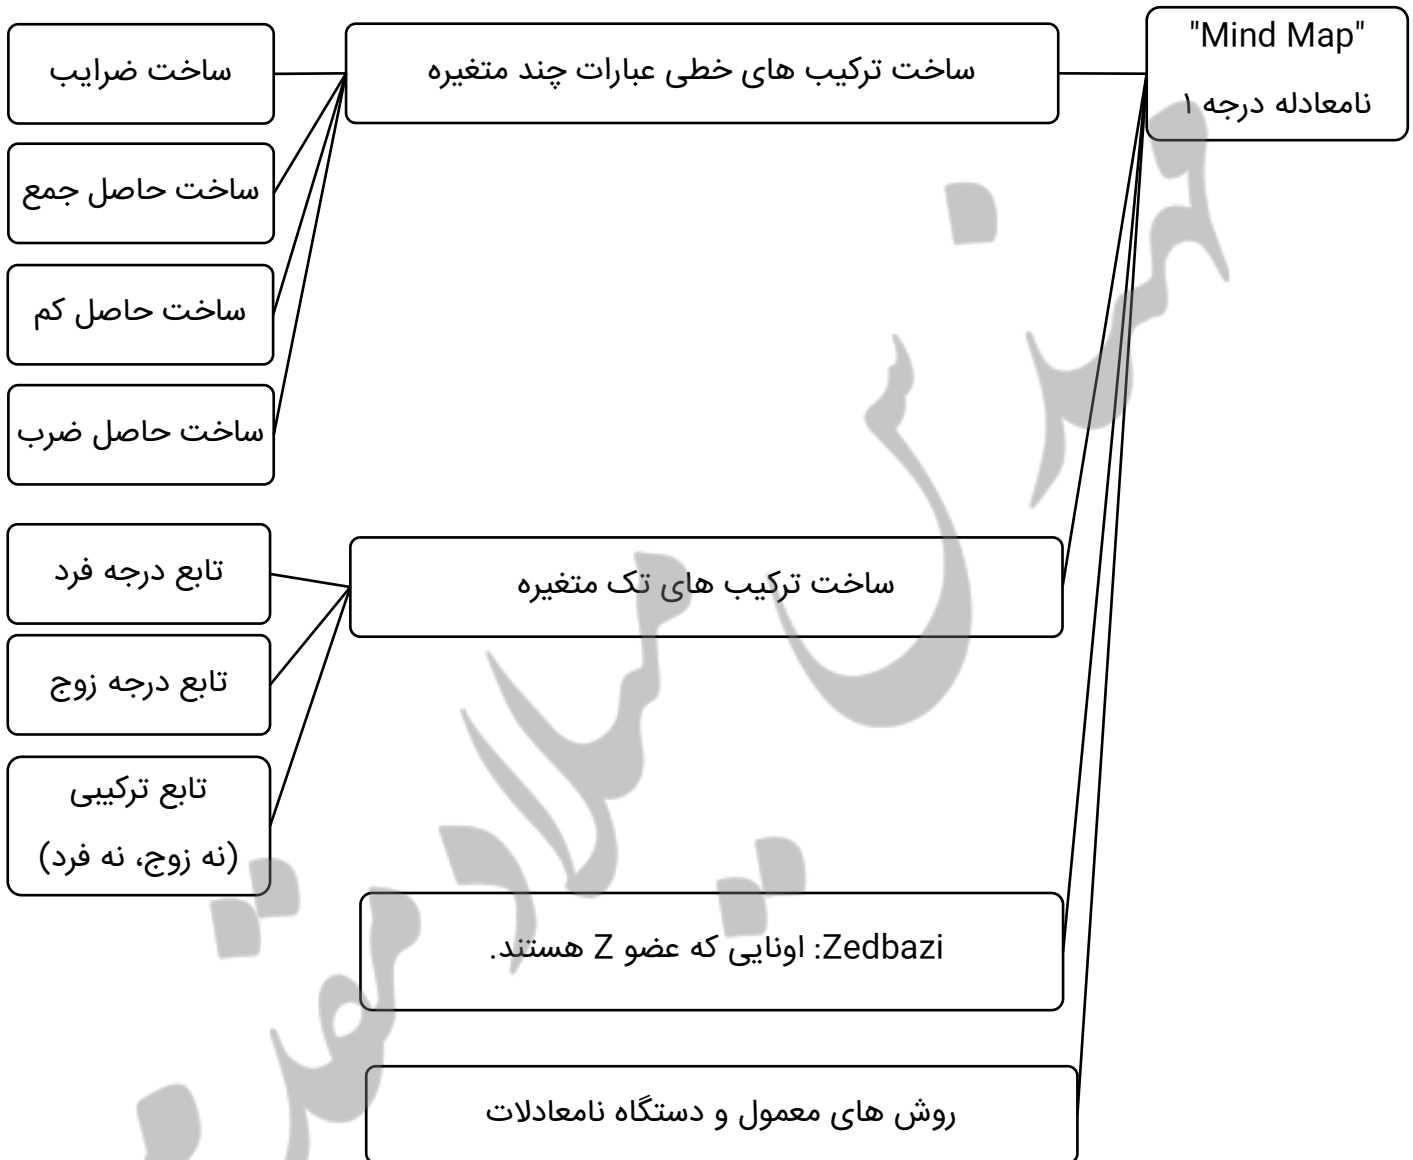 "Mind Map"
نامعادله درجه ۱
ساخت ترکیب های خطی عبارات چند متغیره
ساخت ضرایب
ساخت حاصل جمع
ساخت حاصل کم
ساخت حاصل ضرب
ساخت ترکیب های تک متغیره
تابع درجه فرد
تابع درجه زوج
تابع ترکیبی
(نه زوج، نه فرد)
Zedbazi: اونایی که عضو Z هستند.
روش های معمول و دستگاه نامعادلات